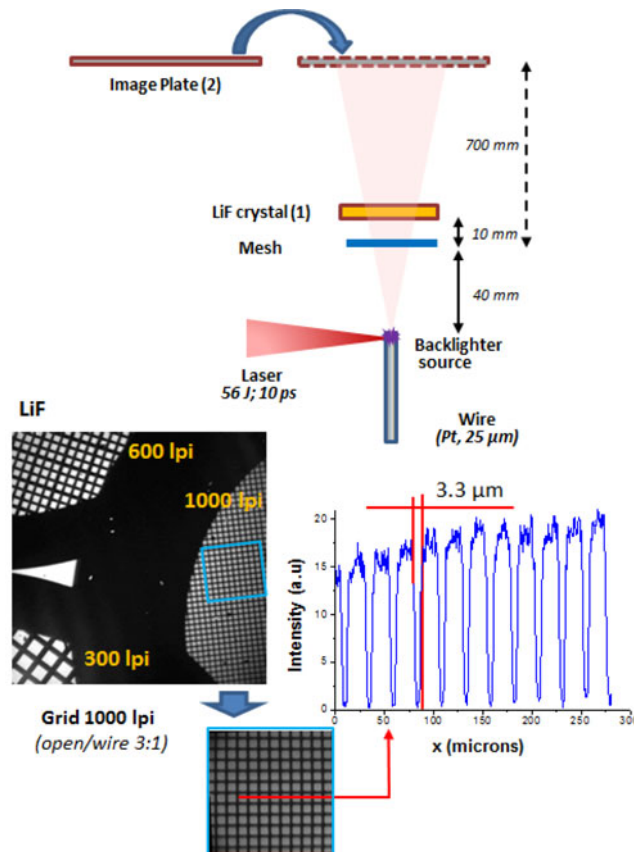 Image Plate (2)
700 mm
LiF crystal (1)
Mesh
10 mm
40 mm
Backlighter
source
Laser
56 J; 10 ps
Wire
(Pt, 25 µm)
LiF
600 lpi
1000 lpi
300 lpi
3.3 µm
20
15
10
5
0
Intensity (a.u)
0 50 100 150 200 250 300
x (microns)
Grid 1000 lpi
(open/wire 3:1)